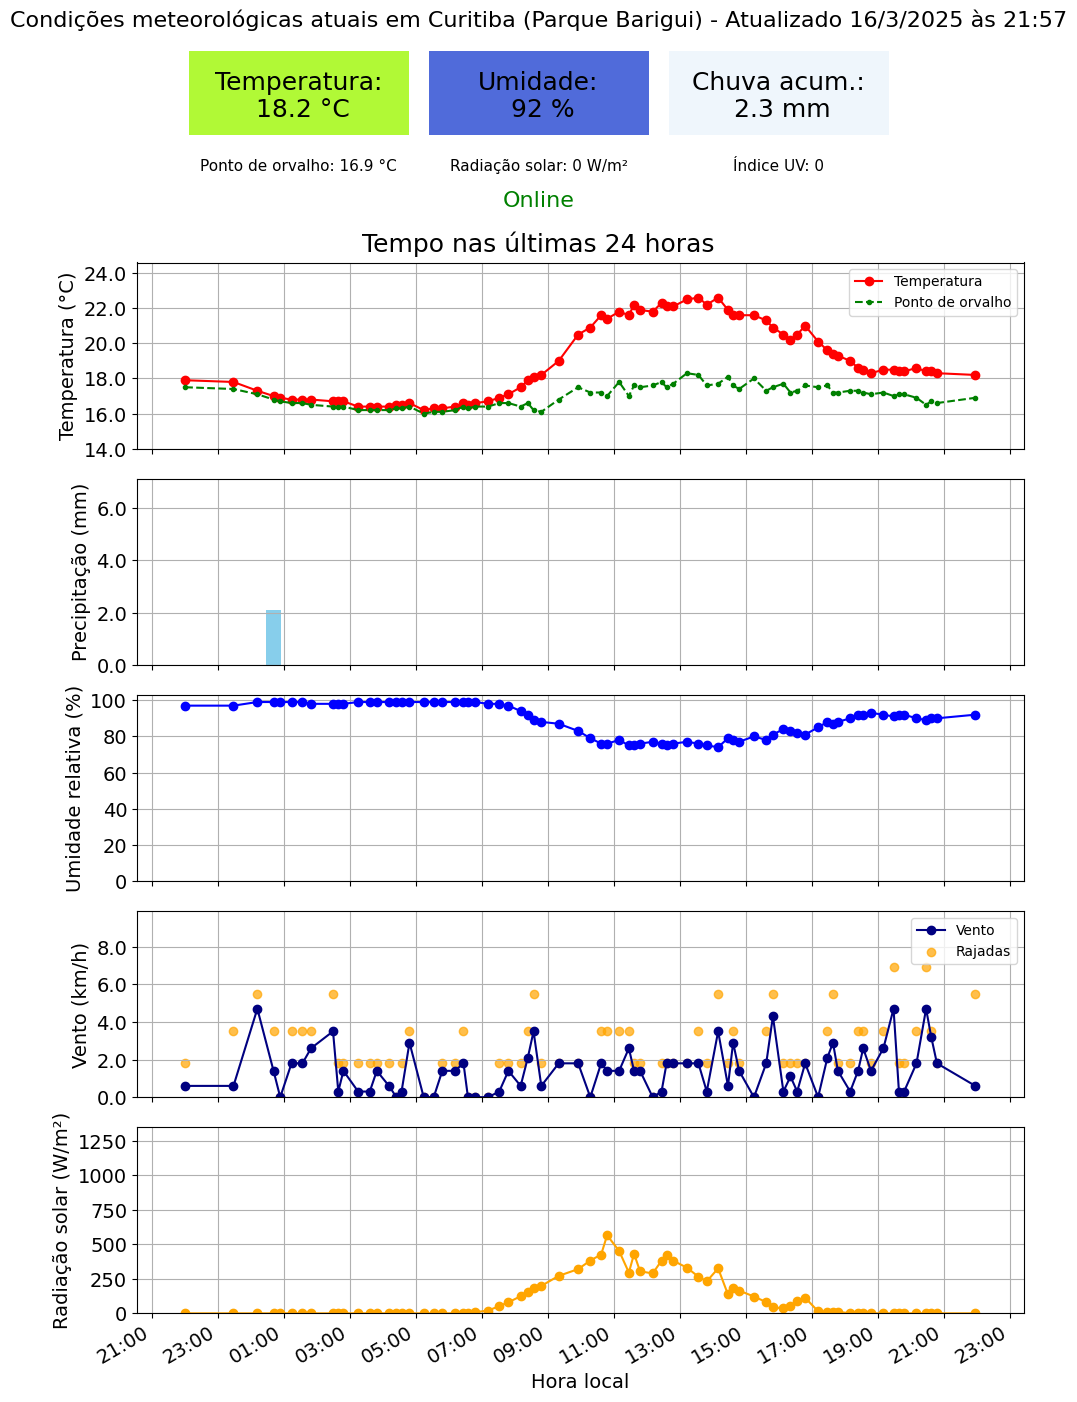 Condições meteorológicas atuais em Curitiba (Parque Barigui) - Atualizado 16/3/2025 às 21:57
Temperatura:
18.2 °C
Umidade:
92 %
Chuva acum.:
2.3 mm
Ponto de orvalho: 16.9 °C
Radiação solar: 0 W/m²
Índice UV: 0
Online
Tempo nas últimas 24 horas
Temperatura (°C)
24.0
22.0
20.0
18.0
16.0
14.0
Temperatura
Ponto de orvalho
Precipitação (mm)
6.0
4.0
2.0
0.0
Umidade relativa (%)
100
80
60
40
20
0
Vento (km/h)
8.0
6.0
4.0
2.0
0.0
Vento
Rajadas
Radiação solar (W/m²)
1250
1000
750
500
250
0
21:00
23:00
01:00
03:00
05:00
07:00
09:00
11:00
13:00
15:00
17:00
19:00
21:00
23:00
Hora local